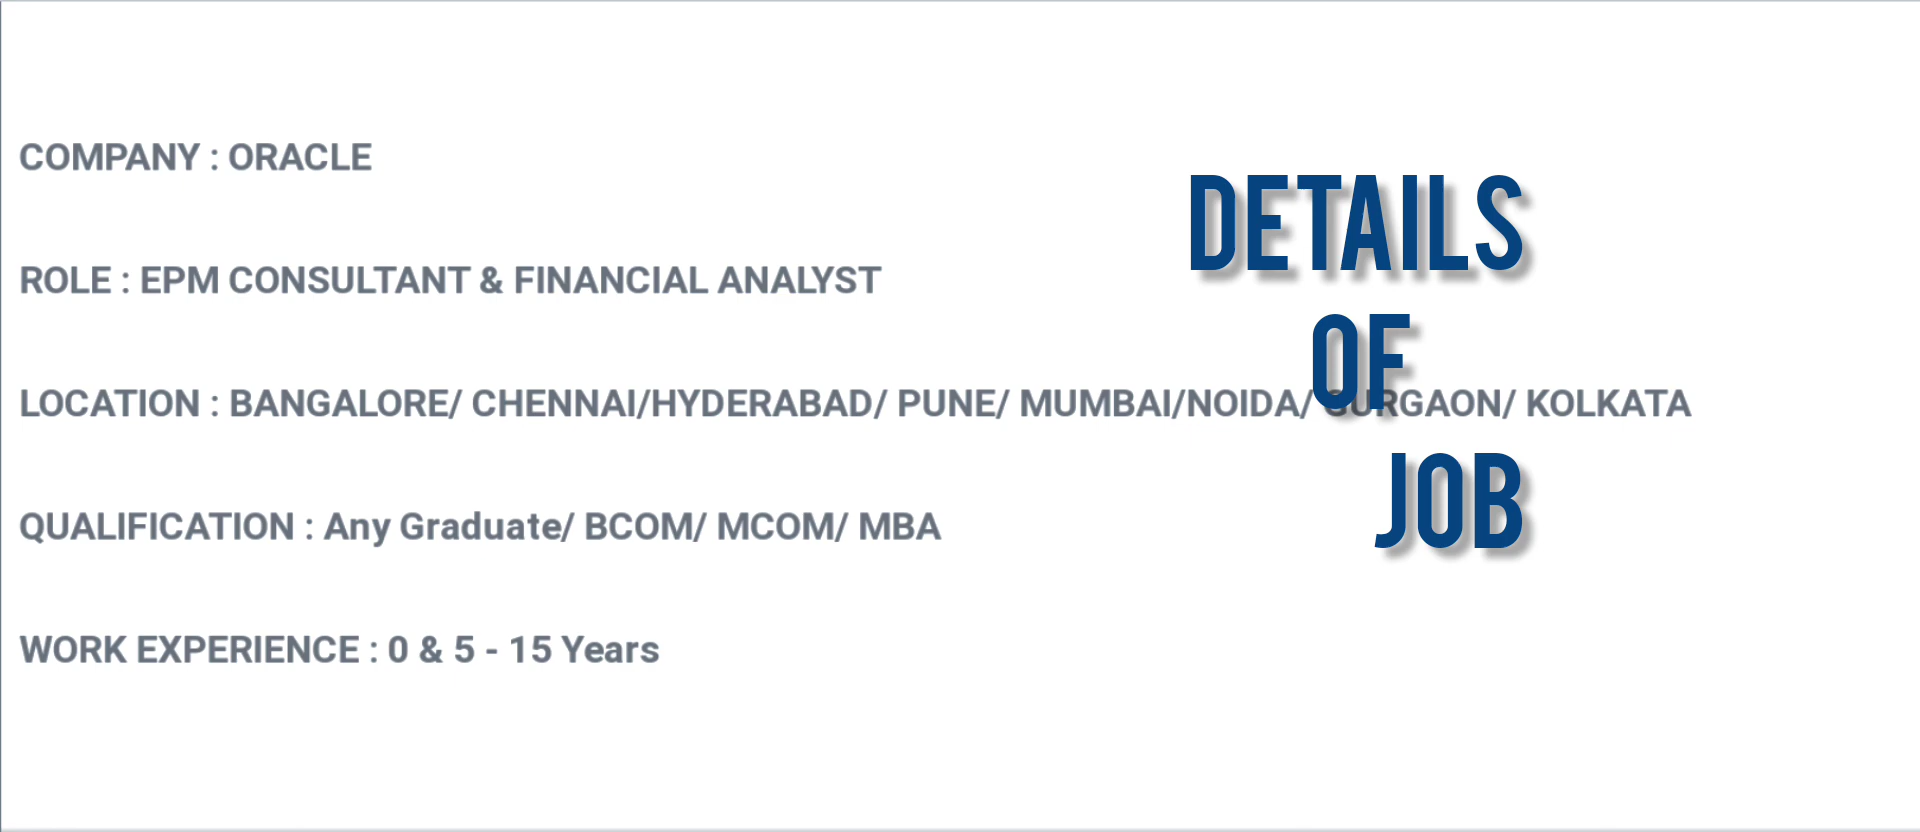 COMPANY : ORACLE
ROLE : EPM CONSULTANT & FINANCIAL ANALYST
LOCATION : BANGALORE/ CHENNAI/HYDERABAD/ PUNE/ MUMBAI/NOIDA/ GURGAON/ KOLKATA
QUALIFICATION : Any Graduate/ BCOM/ MCOM/ MBA
WORK EXPERIENCE : 0 & 5 - 15 Years
DETAILS
OF
JOB